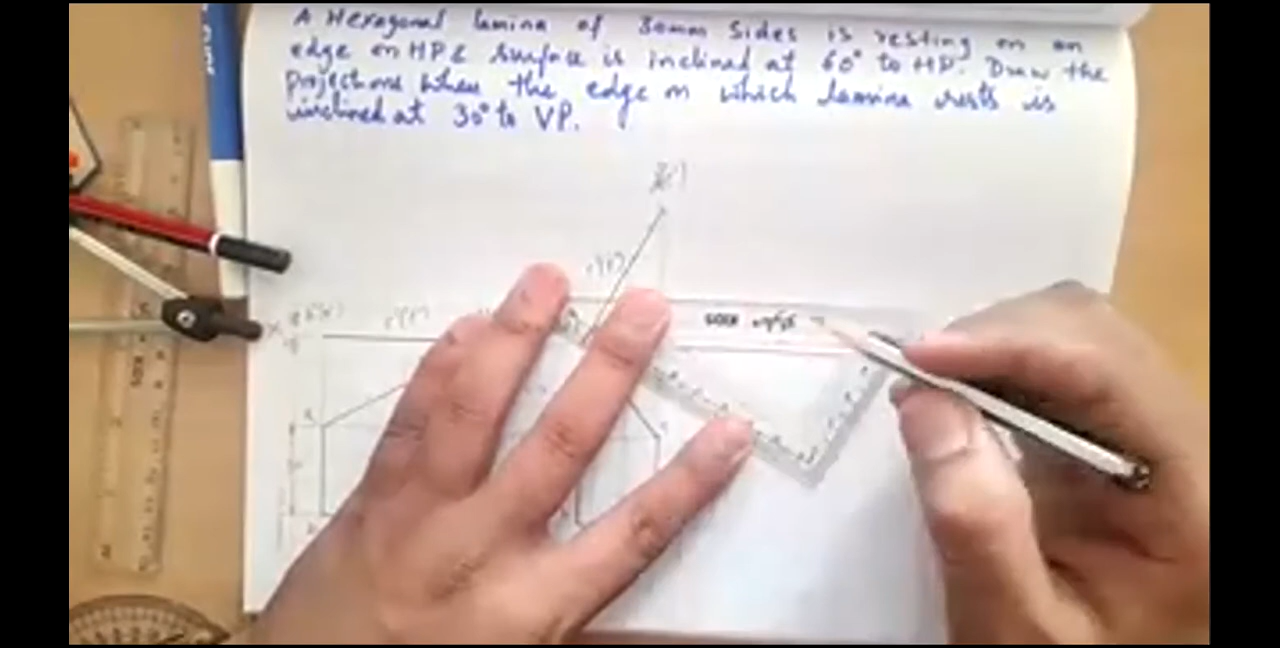 A Hexagonal lamina of 30mm Sides is resting on an
edge on HP & surface is inclined at 60° to HP. Draw the
projections when the edge on which lamina rests is
inclined at 30° to VP.